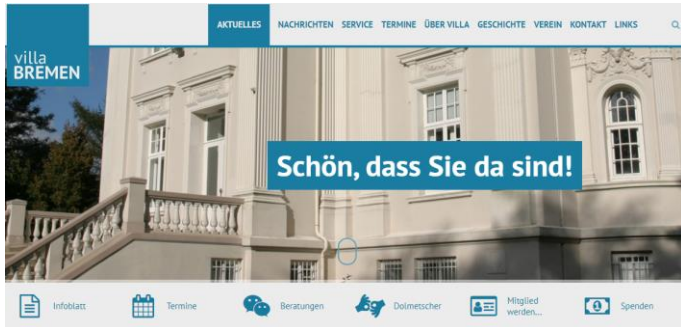 AKTUELLES NACHRICHTEN SERVICE TERMINE ÜBER VILLA GESCHICHTE VEREIN KONTAKT LINKS
villa
BREMEN
Schön, dass Sie da sind!
Infoblatt Termine Beratungen Dolmetscher Mitglied werden... Spenden